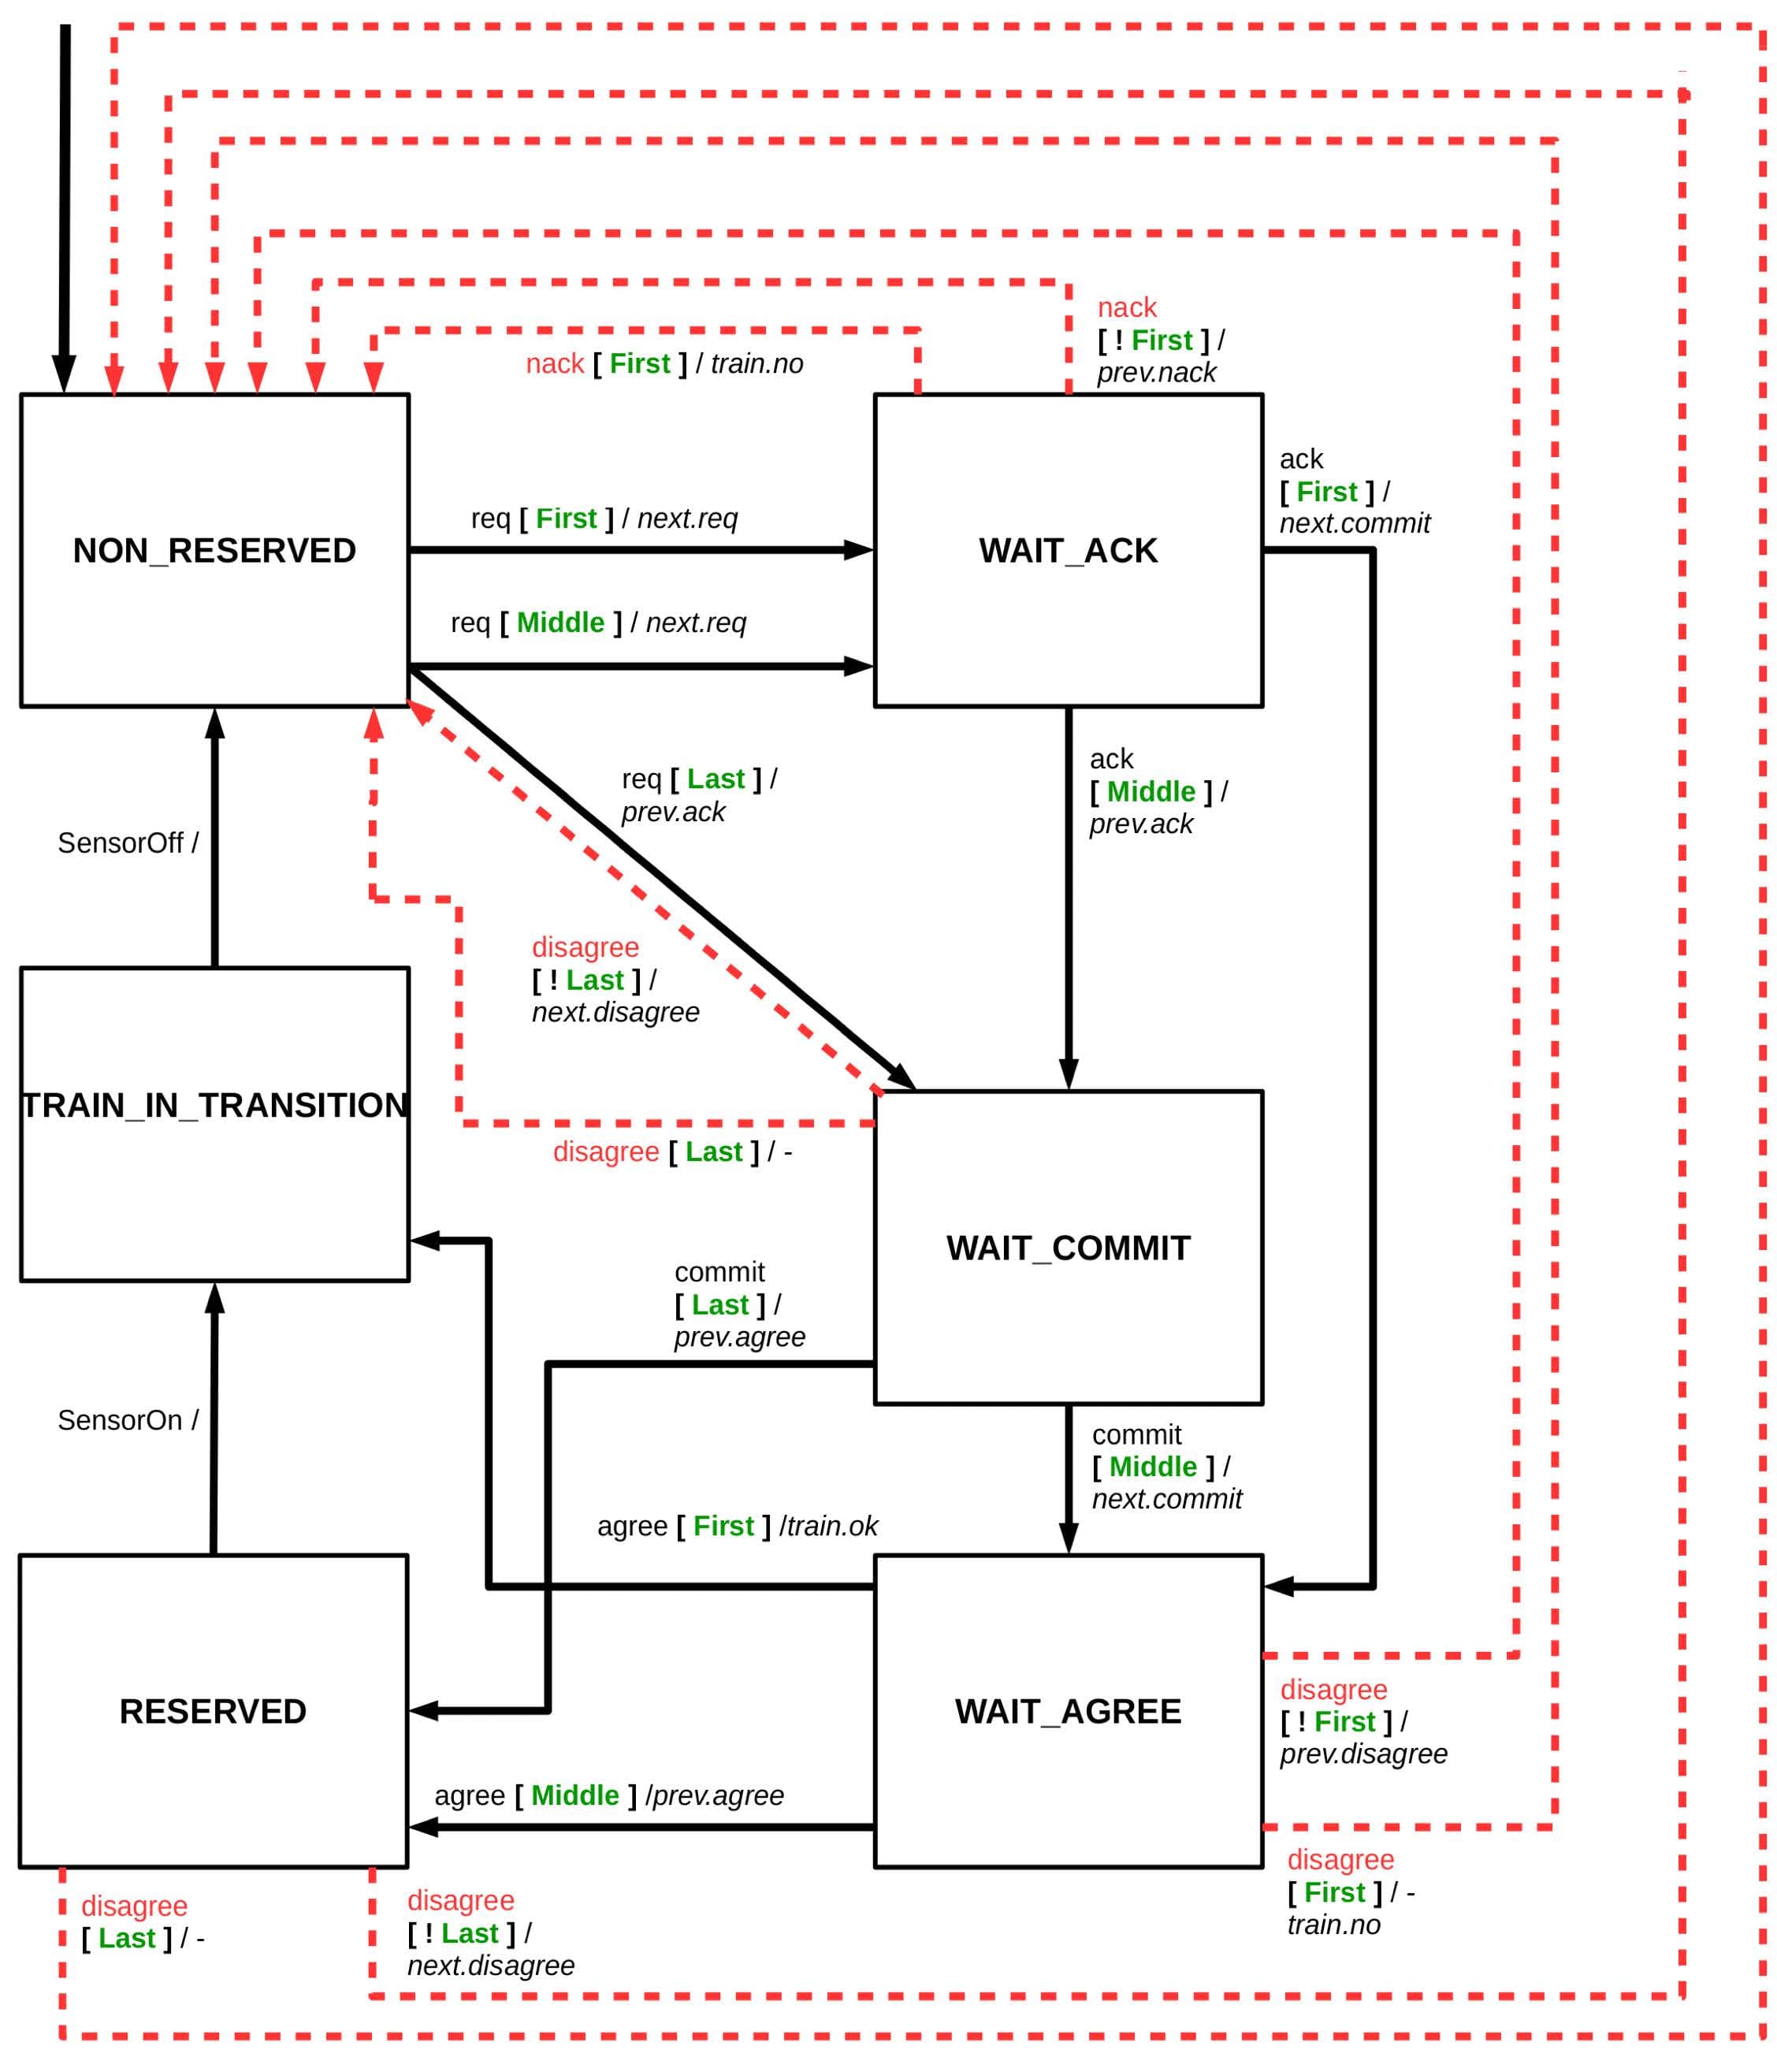 nack
[ ! First ] /
prev.nack
nack [ First ] / train.no
ack
[ First ] /
next.commit
req [ First ] / next.req
NON_RESERVED
WAIT_ACK
req [ Middle ] / next.req
req [ Last ] /
prev.ack
ack
[ Middle ] /
prev.ack
SensorOff /
disagree
[ ! Last ] /
next.disagree
TRAIN_IN_TRANSITION
disagree [ Last ] / -
WAIT_COMMIT
commit
[ Last ] /
prev.agree
SensorOn /
commit
[ Middle ] /
next.commit
agree [ First ] /train.ok
RESERVED
WAIT_AGREE
disagree
[ ! First ] /
prev.disagree
agree [ Middle ] /prev.agree
disagree
[ First ] / -
train.no
disagree
[ Last ] / -
disagree
[ ! Last ] /
next.disagree